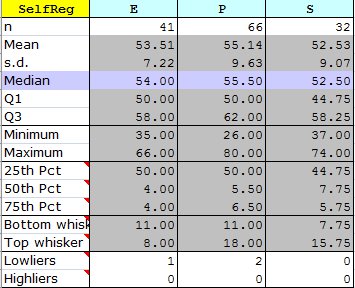 SelfReg E P S
n 41 66 32
Mean 53.51 55.14 52.53
s.d. 7.22 9.63 9.07
Median 54.00 55.50 52.50
Q1 50.00 50.00 44.75
Q3 58.00 62.00 58.25
Minimum 35.00 26.00 37.00
Maximum 66.00 80.00 74.00
25th Pct 50.00 50.00 44.75
50th Pct 4.00 5.50 7.75
75th Pct 4.00 6.50 5.75
Bottom whisk 11.00 11.00 7.75
Top whisker 8.00 18.00 15.75
Lowliers 1 2 0
Highliers 0 0 0